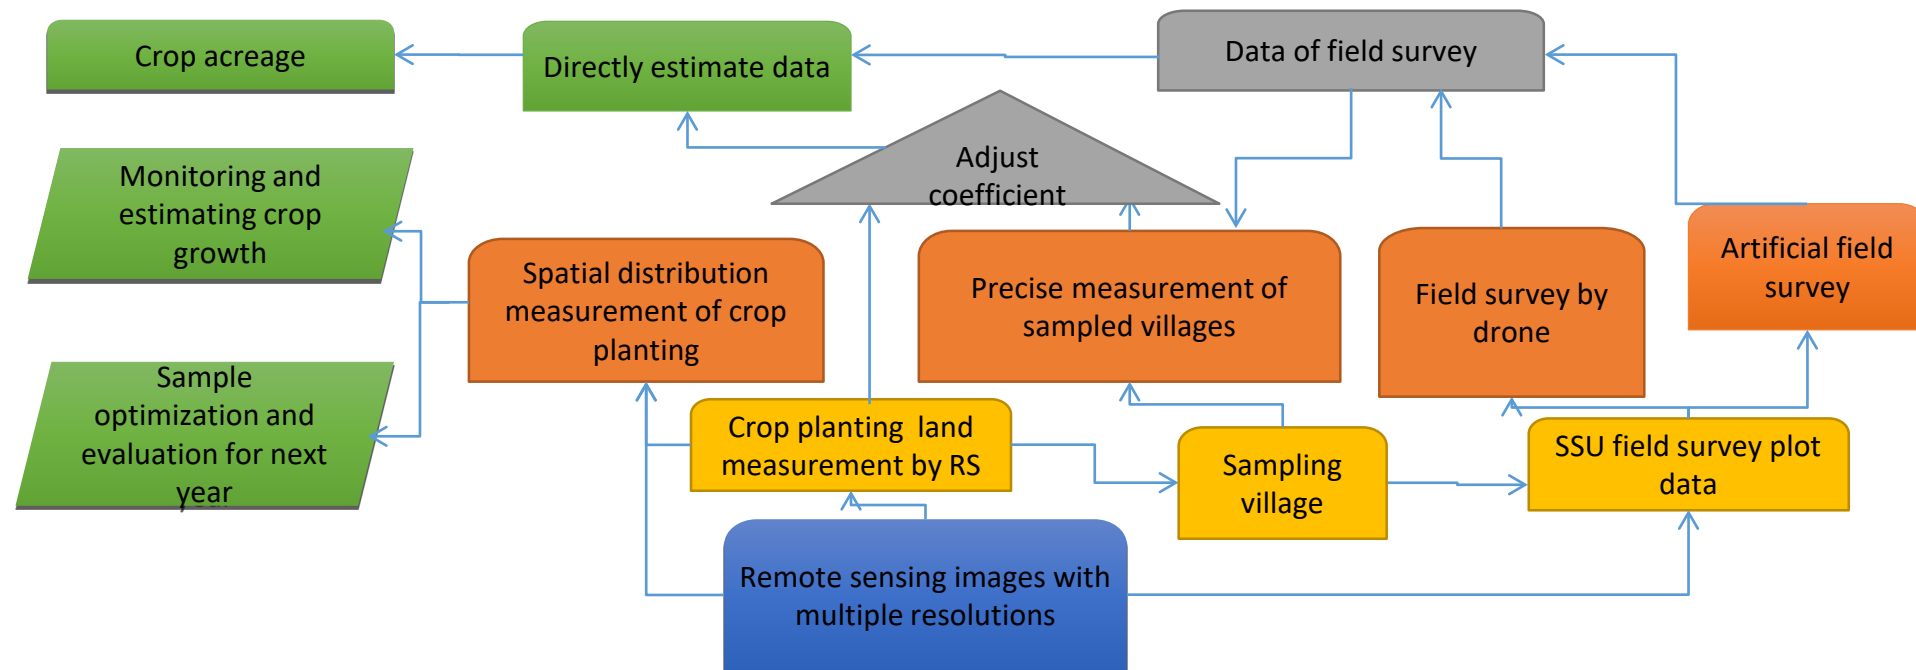 Crop acreage
Directly estimate data
Data of field survey
Monitoring and
estimating crop
growth
Adjust
coefficient
Spatial distribution
measurement of crop
planting
Precise measurement of
sampled villages
Field survey by
drone
Artificial field
survey
Sample
optimization and
evaluation for next
year
Crop planting  land
measurement by RS
Sampling
village
SSU field survey plot
data
Remote sensing images with
multiple resolutions